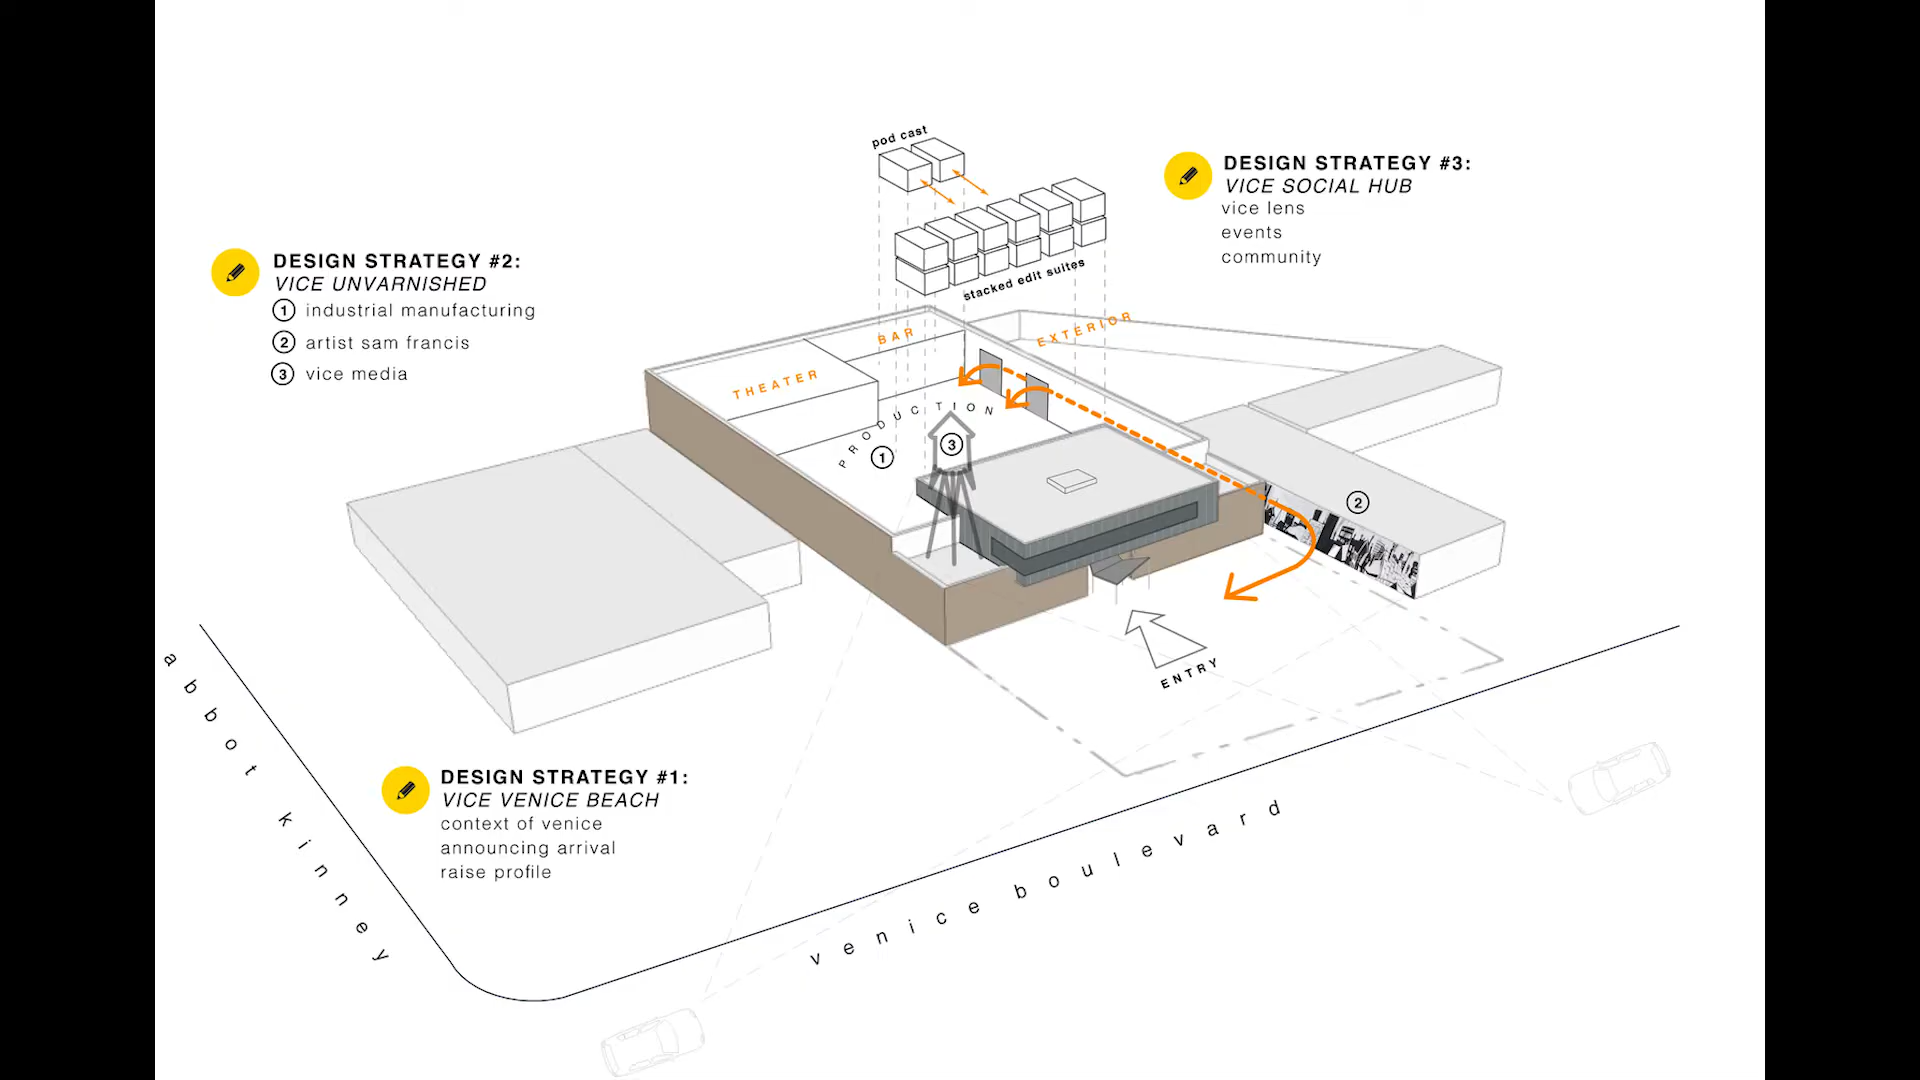 pod cast
stacked edit suites
DESIGN STRATEGY #3:
VICE SOCIAL HUB
vice lens
events
community
DESIGN STRATEGY #2:
VICE UNVARNISHED
1 industrial manufacturing
2 artist sam francis
3 vice media
BAR
EXTERIOR
THEATER
PRODUCTION
1
3
2
ENTRY
DESIGN STRATEGY #1:
VICE VENICE BEACH
context of venice
announcing arrival
raise profile
abbot kinney
venice boulevard